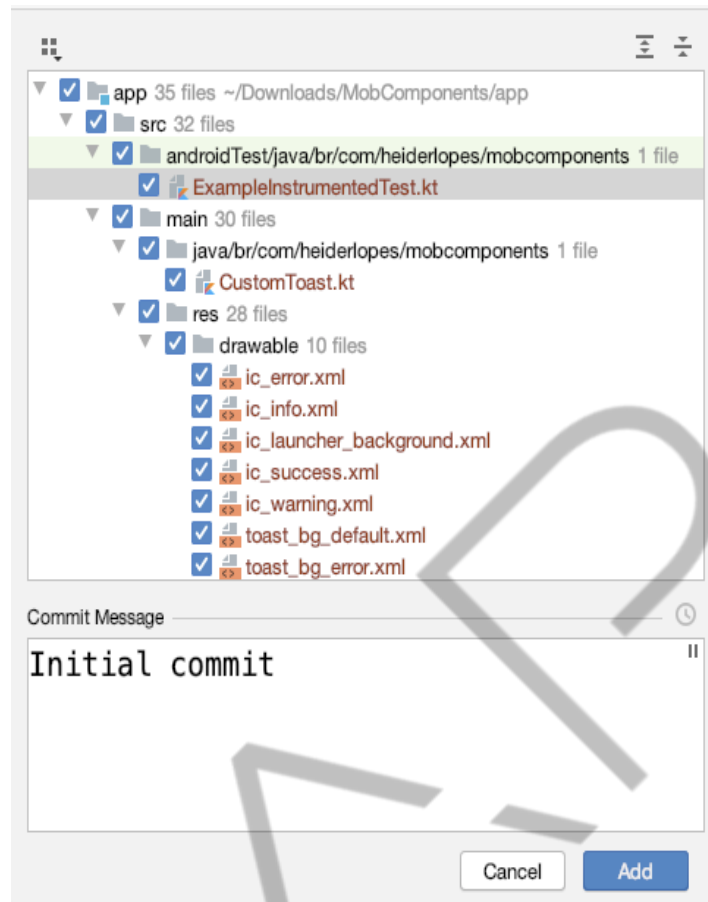 app 35 files ~/Downloads/MobComponents/app
src 32 files
androidTest/java/br/com/heiderlopes/mobcomponents 1 file
ExampleInstrumentedTest.kt
main 30 files
java/br/com/heiderlopes/mobcomponents 1 file
CustomToast.kt
res 28 files
drawable 10 files
ic_error.xml
ic_info.xml
ic_launcher_background.xml
ic_success.xml
ic_warning.xml
toast_bg_default.xml
toast_bg_error.xml
Commit Message
Initial commit
Cancel Add